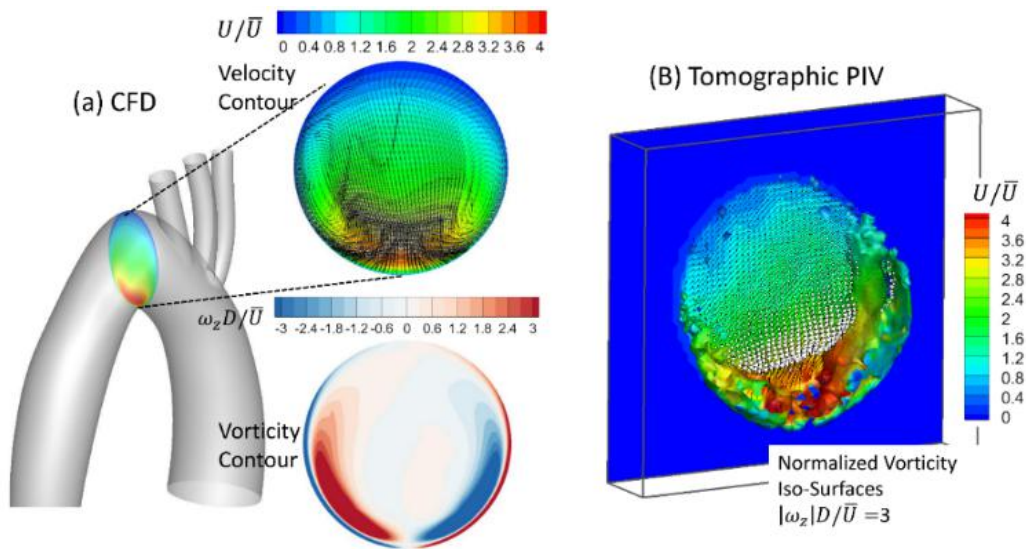 U/U̅
0 0.4 0.8 1.2 1.6 2 2.4 2.8 3.2 3.6 4
Velocity
Contour
(a) CFD
ω_z D/U̅
-3 -2.4 -1.8 -1.2 -0.6 0 0.6 1.2 1.8 2.4 3
Vorticity
Contour
(B) Tomographic PIV
U/U̅
4
3.6
3.2
2.8
2.4
2
1.6
1.2
0.8
0.4
0
Normalized Vorticity
Iso-Surfaces
|ω_z|D/U̅ =3